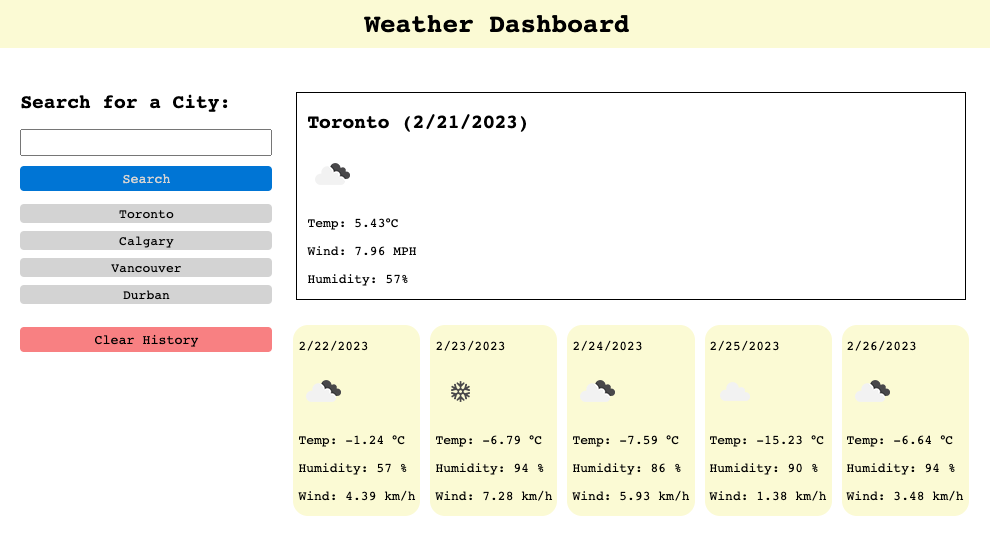 Weather Dashboard
Search for a City:
Search
Toronto
Calgary
Vancouver
Durban
Clear History
Toronto (2/21/2023)
Temp: 5.43°C
Wind: 7.96 MPH
Humidity: 57%
2/22/2023
Temp: -1.24 °C
Humidity: 57 %
Wind: 4.39 km/h
2/23/2023
Temp: -6.79 °C
Humidity: 94 %
Wind: 7.28 km/h
2/24/2023
Temp: -7.59 °C
Humidity: 86 %
Wind: 5.93 km/h
2/25/2023
Temp: -15.23 °C
Humidity: 90 %
Wind: 1.38 km/h
2/26/2023
Temp: -6.64 °C
Humidity: 94 %
Wind: 3.48 km/h